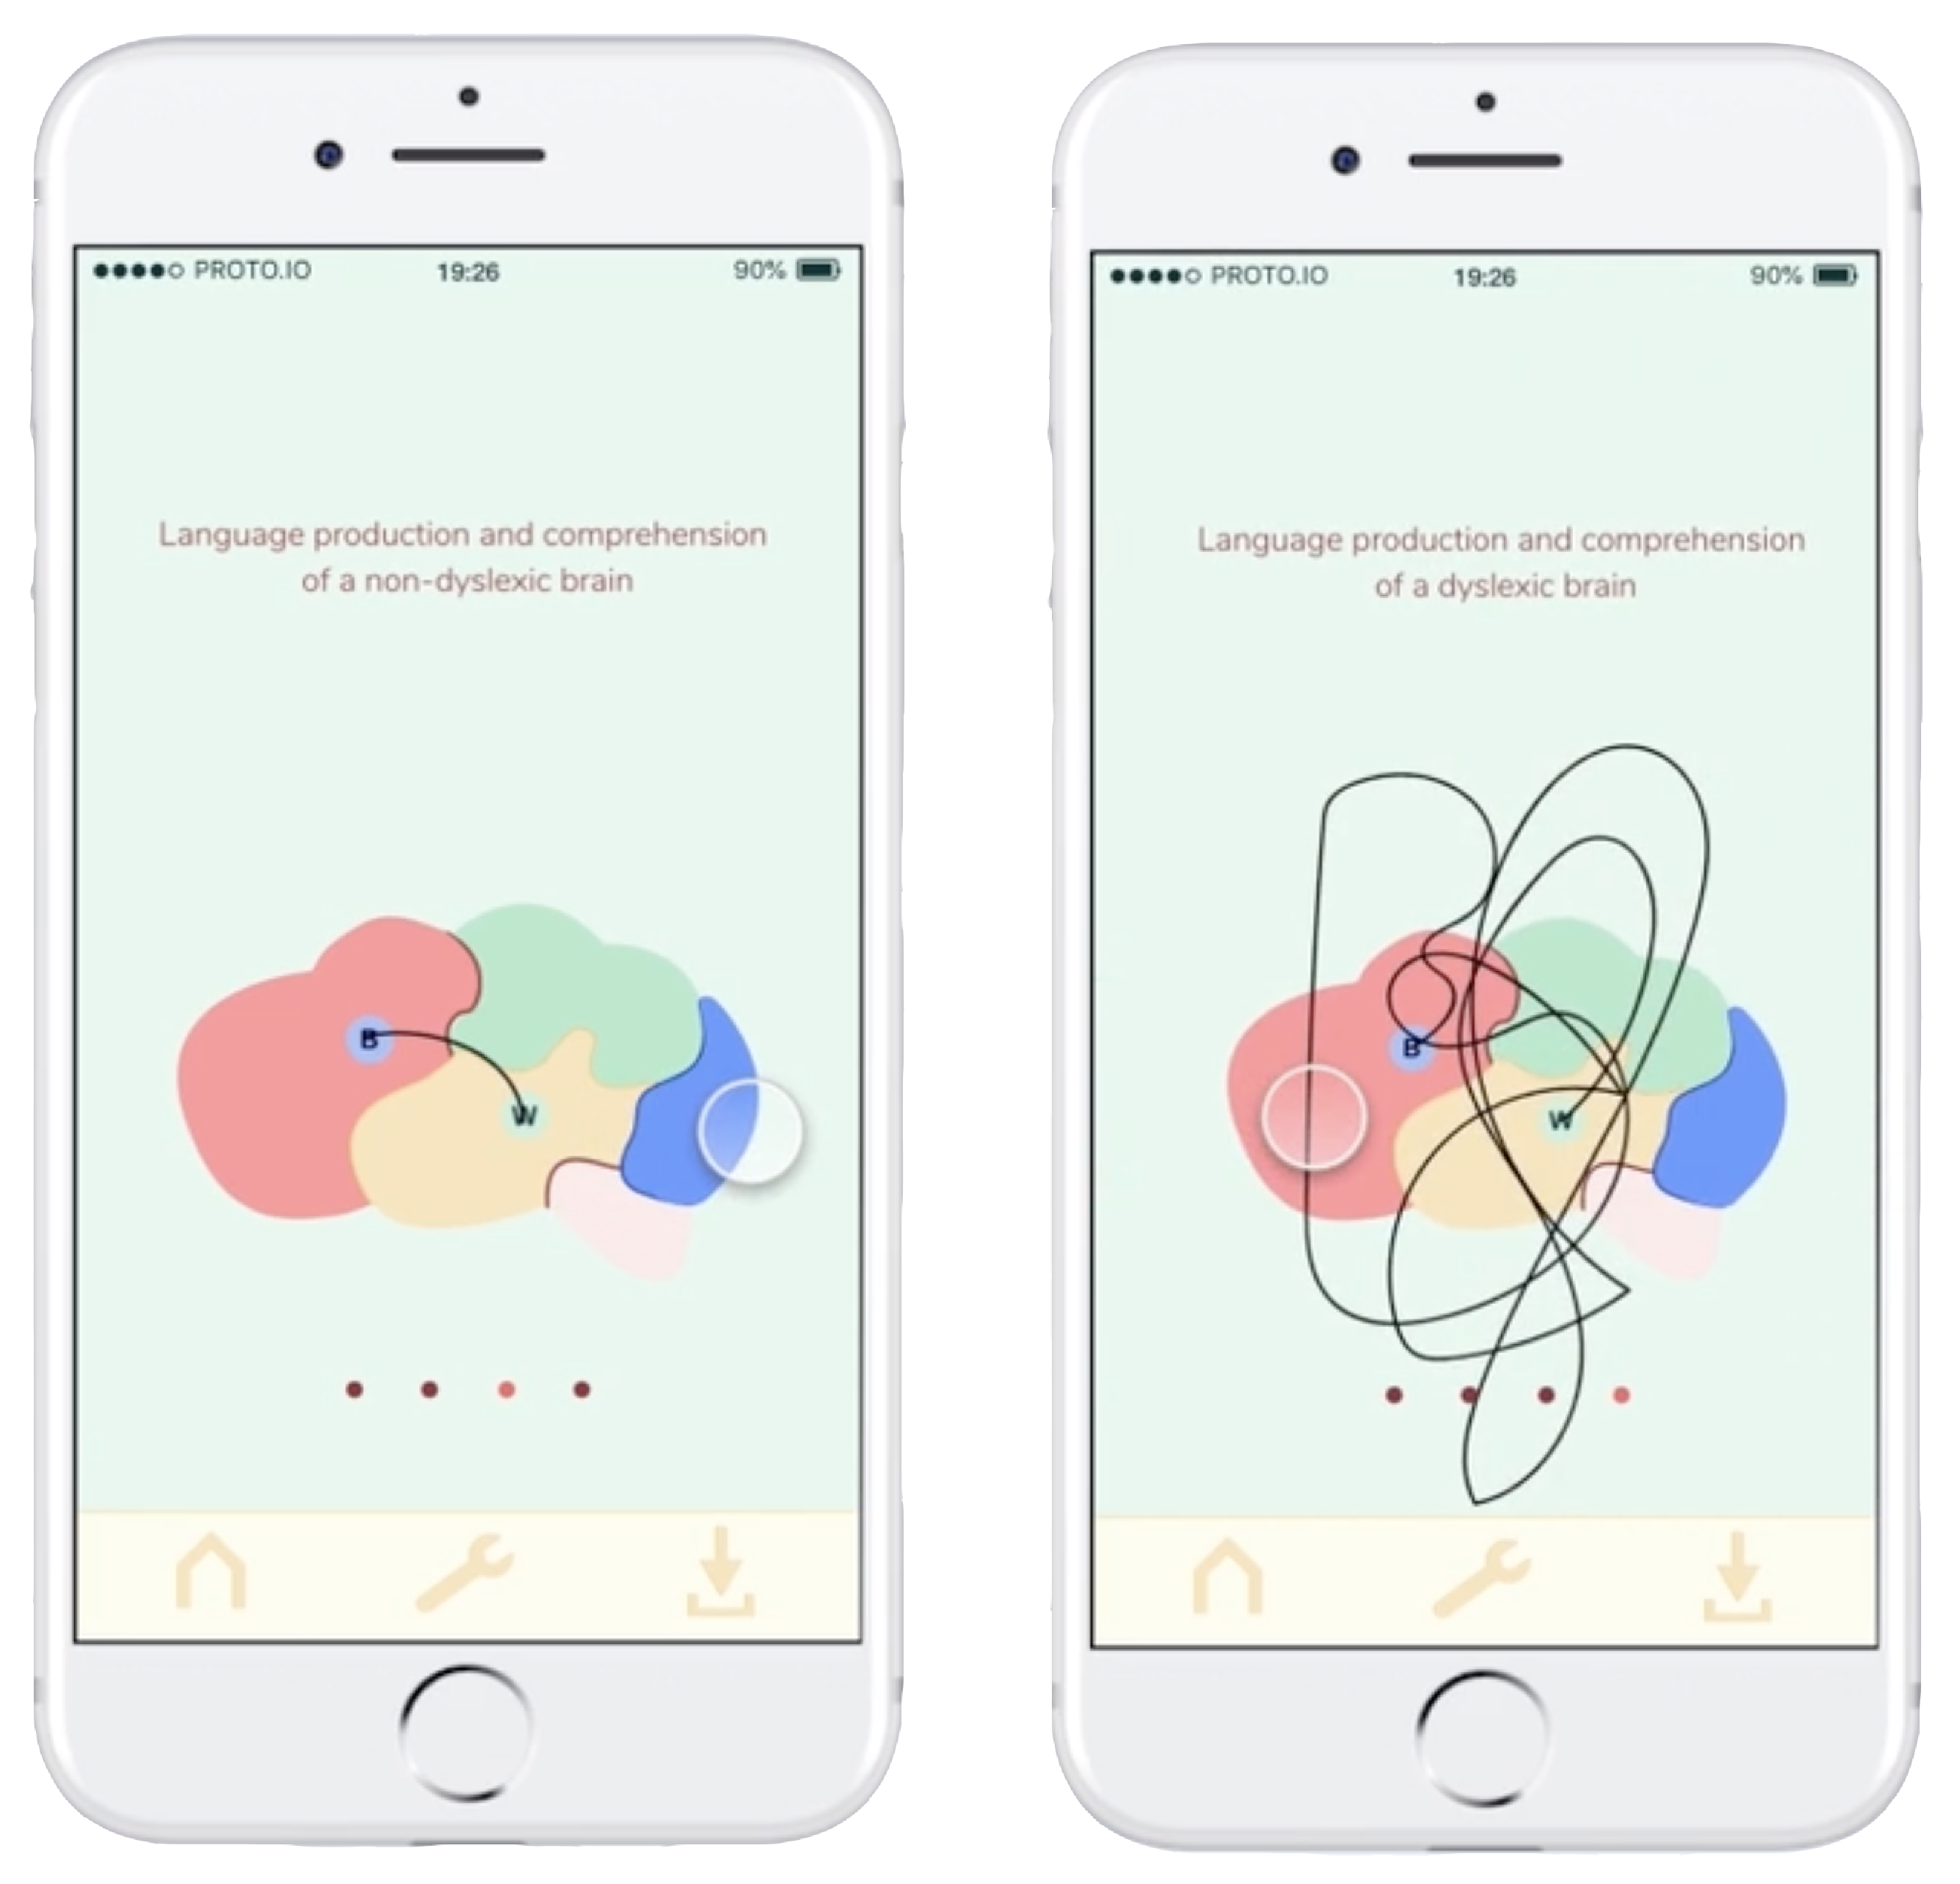 PROTO.IO 19:26 90%
Language production and comprehension
of a non-dyslexic brain
B
W
PROTO.IO 19:26 90%
Language production and comprehension
of a dyslexic brain
B
W